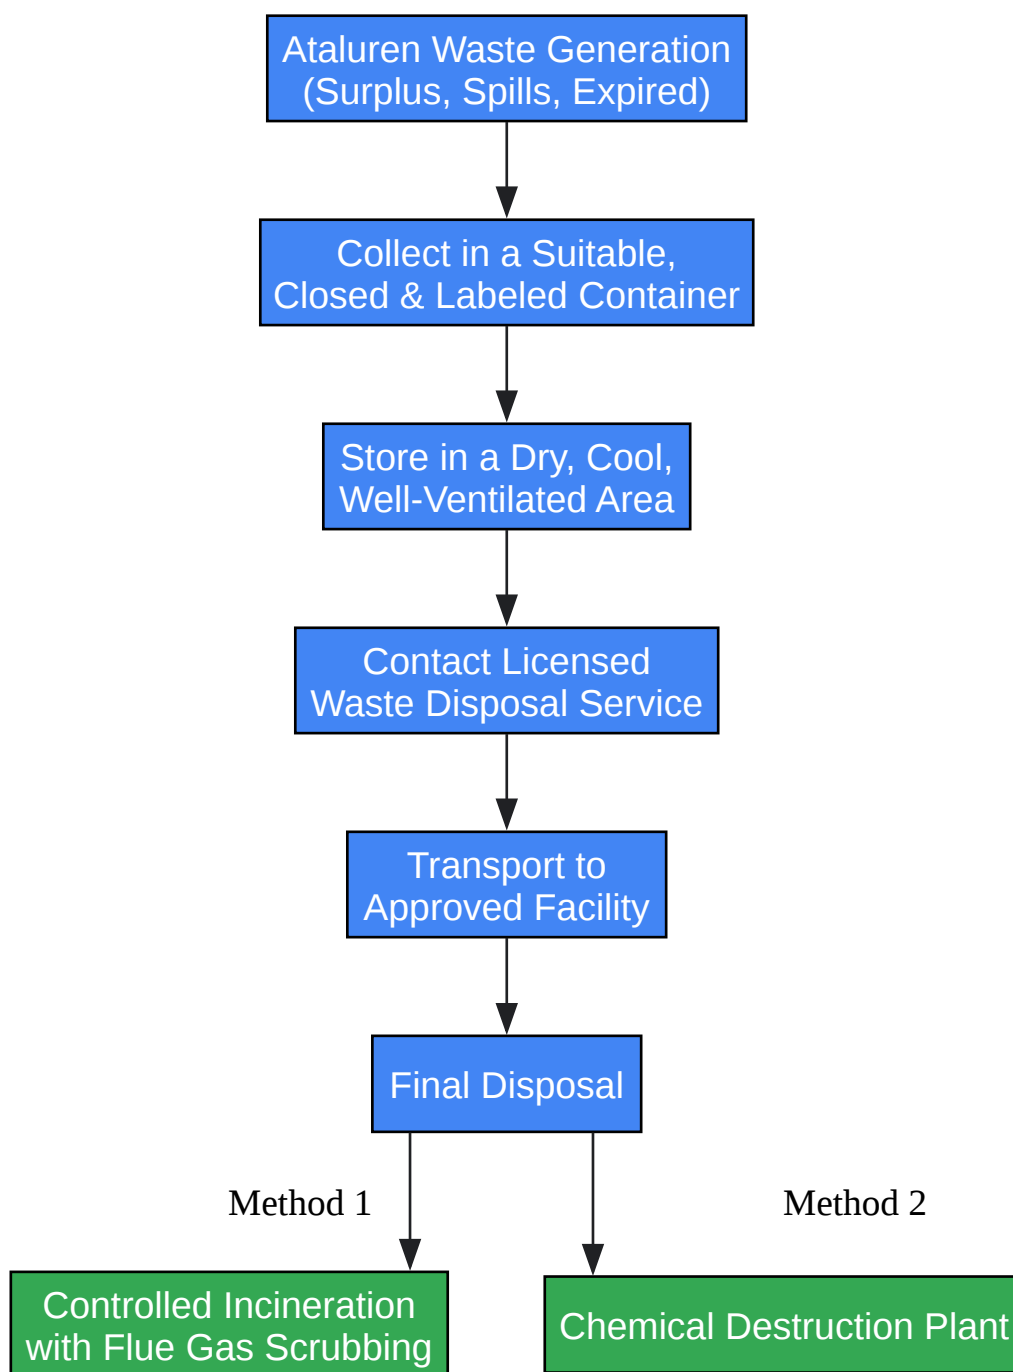 Ataluren Waste Generation
(Surplus, Spills, Expired)
Collect in a Suitable,
Closed & Labeled Container
Store in a Dry, Cool,
Well-Ventilated Area
Contact Licensed
Waste Disposal Service
Transport to
Approved Facility
Final Disposal
Method 1
Method 2
Controlled Incineration
with Flue Gas Scrubbing
Chemical Destruction Plant